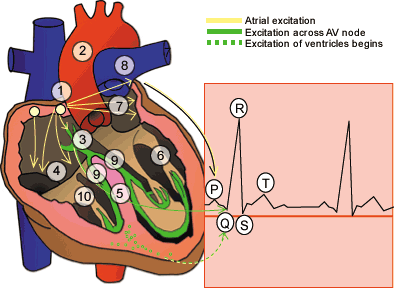 Atrial excitation
Excitation across AV node
Excitation of ventricles begins
2
8
1
7
3
9
6
4
9
5
10
R
P
T
Q
S